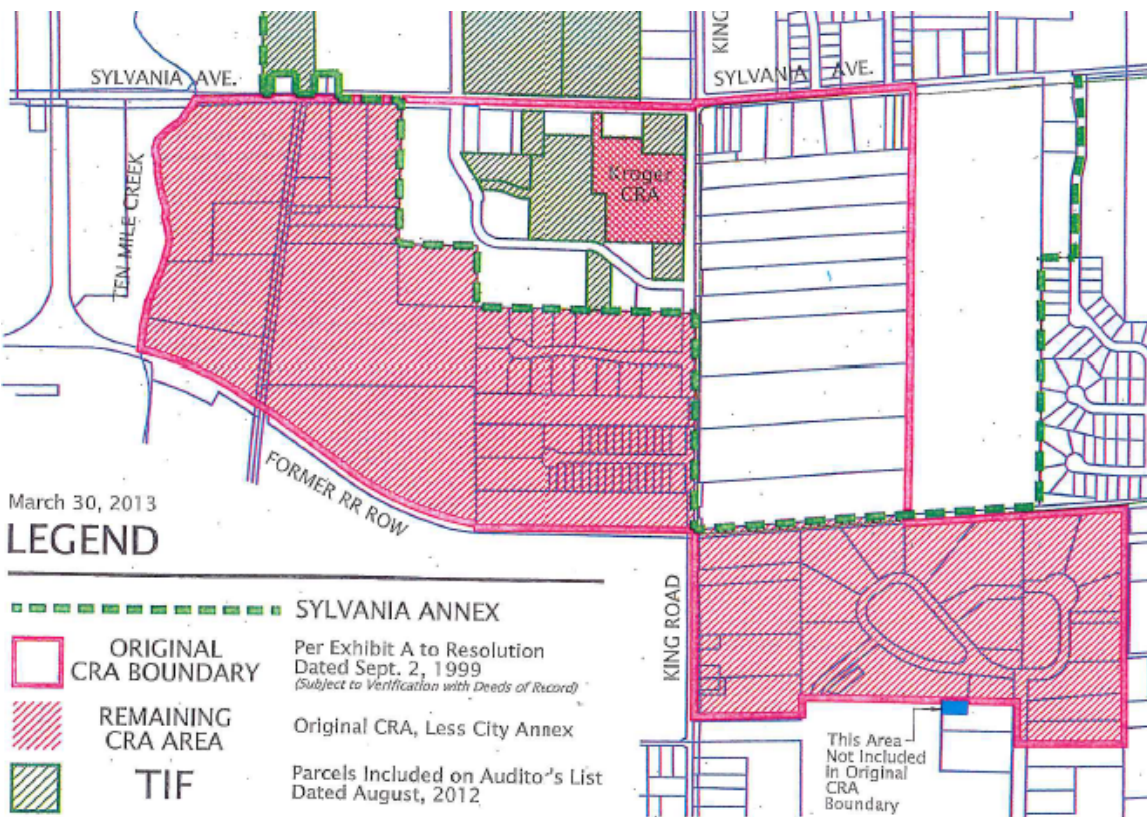 KING
SYLVANIA AVE.
SYLVANIA AVE.
TEN MILE CREEK
Kroger
CRA
FORMER RR ROW
KING ROAD
March 30, 2013
LEGEND
SYLVANIA ANNEX
ORIGINAL
CRA BOUNDARY
Per Exhibit A to Resolution
Dated Sept. 2, 1999
(Subject to Verification with Deeds of Record)
REMAINING
CRA AREA
Original CRA, Less City Annex
TIF
Parcels Included on Auditor's List
Dated August, 2012
This Area
Not Included
in Original
CRA
Boundary